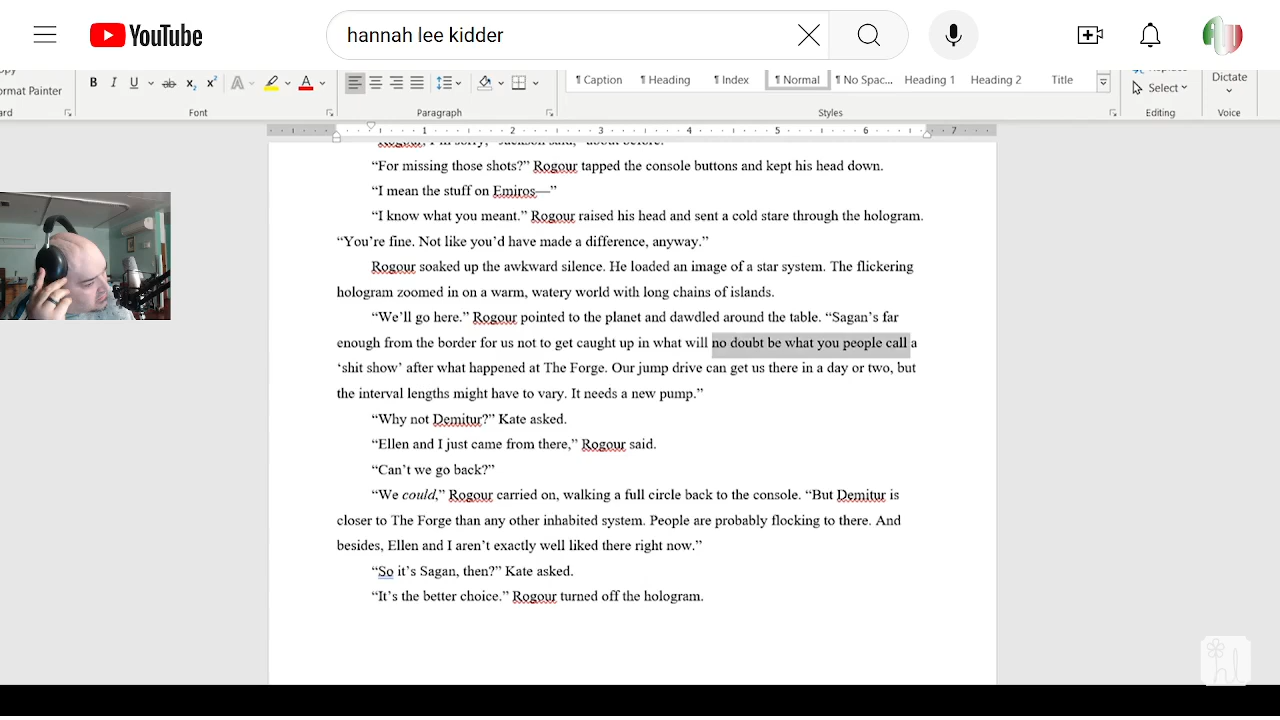 YouTube
hannah lee kidder
ormat Painter
B I U ab x₂ x² A A
¶ Caption ¶ Heading ¶ Index ¶ Normal ¶ No Spac... Heading 1 Heading 2 Title
Select
Dictate
Font Paragraph Styles Editing Voice
1 2 3 4 5 6 7
“For missing those shots?” Rogour tapped the console buttons and kept his head down.
“I mean the stuff on Emiros—”
“I know what you meant.” Rogour raised his head and sent a cold stare through the hologram.
“You’re fine. Not like you’d have made a difference, anyway.”
Rogour soaked up the awkward silence. He loaded an image of a star system. The flickering
hologram zoomed in on a warm, watery world with long chains of islands.
“We’ll go here.” Rogour pointed to the planet and dawdled around the table. “Sagan’s far
enough from the border for us not to get caught up in what will no doubt be what you people call a
‘shit show’ after what happened at The Forge. Our jump drive can get us there in a day or two, but
the interval lengths might have to vary. It needs a new pump.”
“Why not Demitur?” Kate asked.
“Ellen and I just came from there,” Rogour said.
“Can’t we go back?”
“We could,” Rogour carried on, walking a full circle back to the console. “But Demitur is
closer to The Forge than any other inhabited system. People are probably flocking to there. And
besides, Ellen and I aren’t exactly well liked there right now.”
“So it’s Sagan, then?” Kate asked.
“It’s the better choice.” Rogour turned off the hologram.
hl